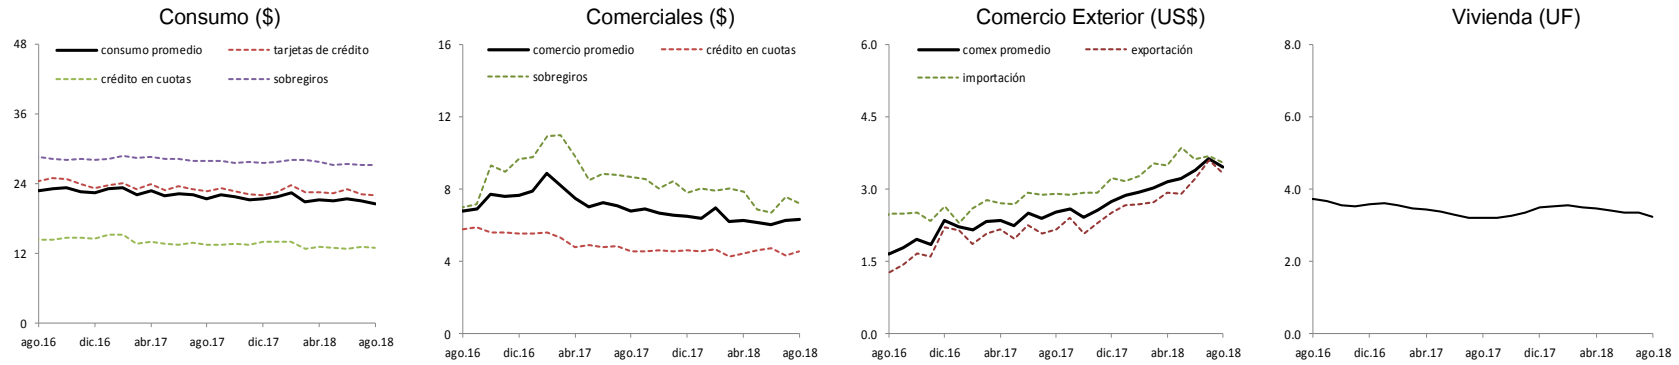 Consumo ($)
48
36
24
12
0
consumo promedio
tarjetas de crédito
crédito en cuotas
sobregiros
ago.16
dic.16
abr.17
ago.17
dic.17
abr.18
ago.18
Comerciales ($)
16
12
8
4
0
comercio promedio
crédito en cuotas
sobregiros
ago.16
dic.16
abr.17
ago.17
dic.17
abr.18
ago.18
Comercio Exterior (US$)
6.0
4.5
3.0
1.5
0.0
comex promedio
exportación
importación
ago.16
dic.16
abr.17
ago.17
dic.17
abr.18
ago.18
Vivienda (UF)
8.0
6.0
4.0
2.0
0.0
ago.16
dic.16
abr.17
ago.17
dic.17
abr.18
ago.18